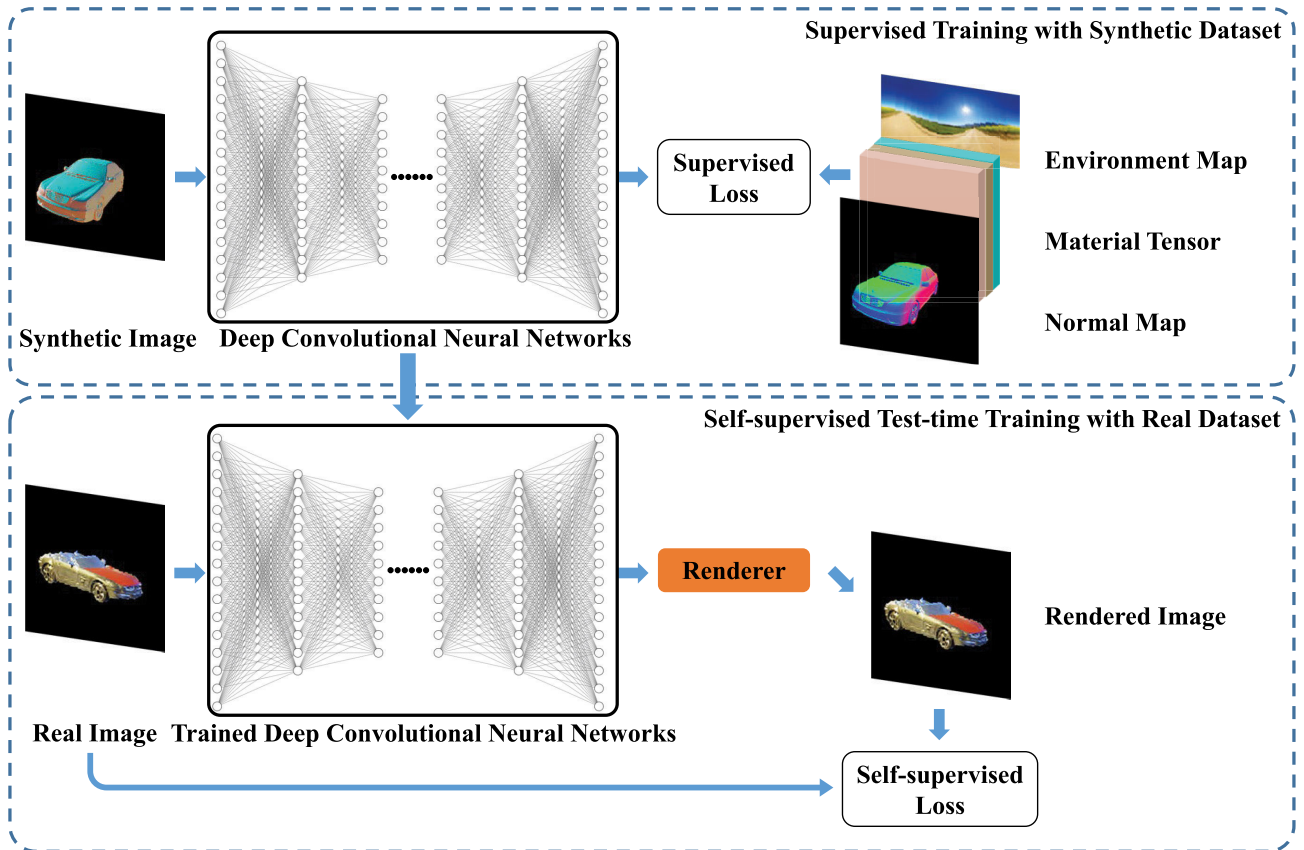 Supervised Training with Synthetic Dataset
Supervised
Loss
Environment Map
Material Tensor
Normal Map
Synthetic Image
Deep Convolutional Neural Networks
Self-supervised Test-time Training with Real Dataset
Renderer
Rendered Image
Real Image
Trained Deep Convolutional Neural Networks
Self-supervised
Loss